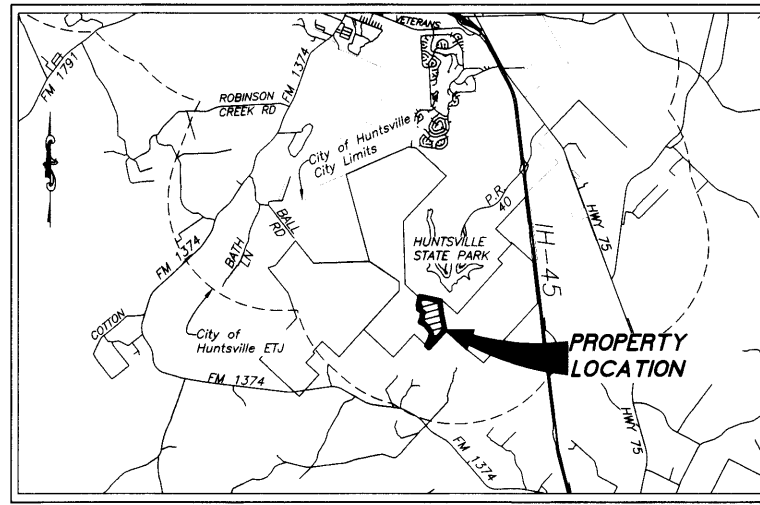 VETERANS
FM 1791
FM 1374
ROBINSON
CREEK RD
City of Huntsville
City Limits
P.R.
40
BALL
RD
HUNTSVILLE
STATE PARK
HWY 75
IH-45
FM 1374
BATH
LN
COTTON
City of
Huntsville ETJ
PROPERTY
LOCATION
FM 1374
HWY 75
FM 1374